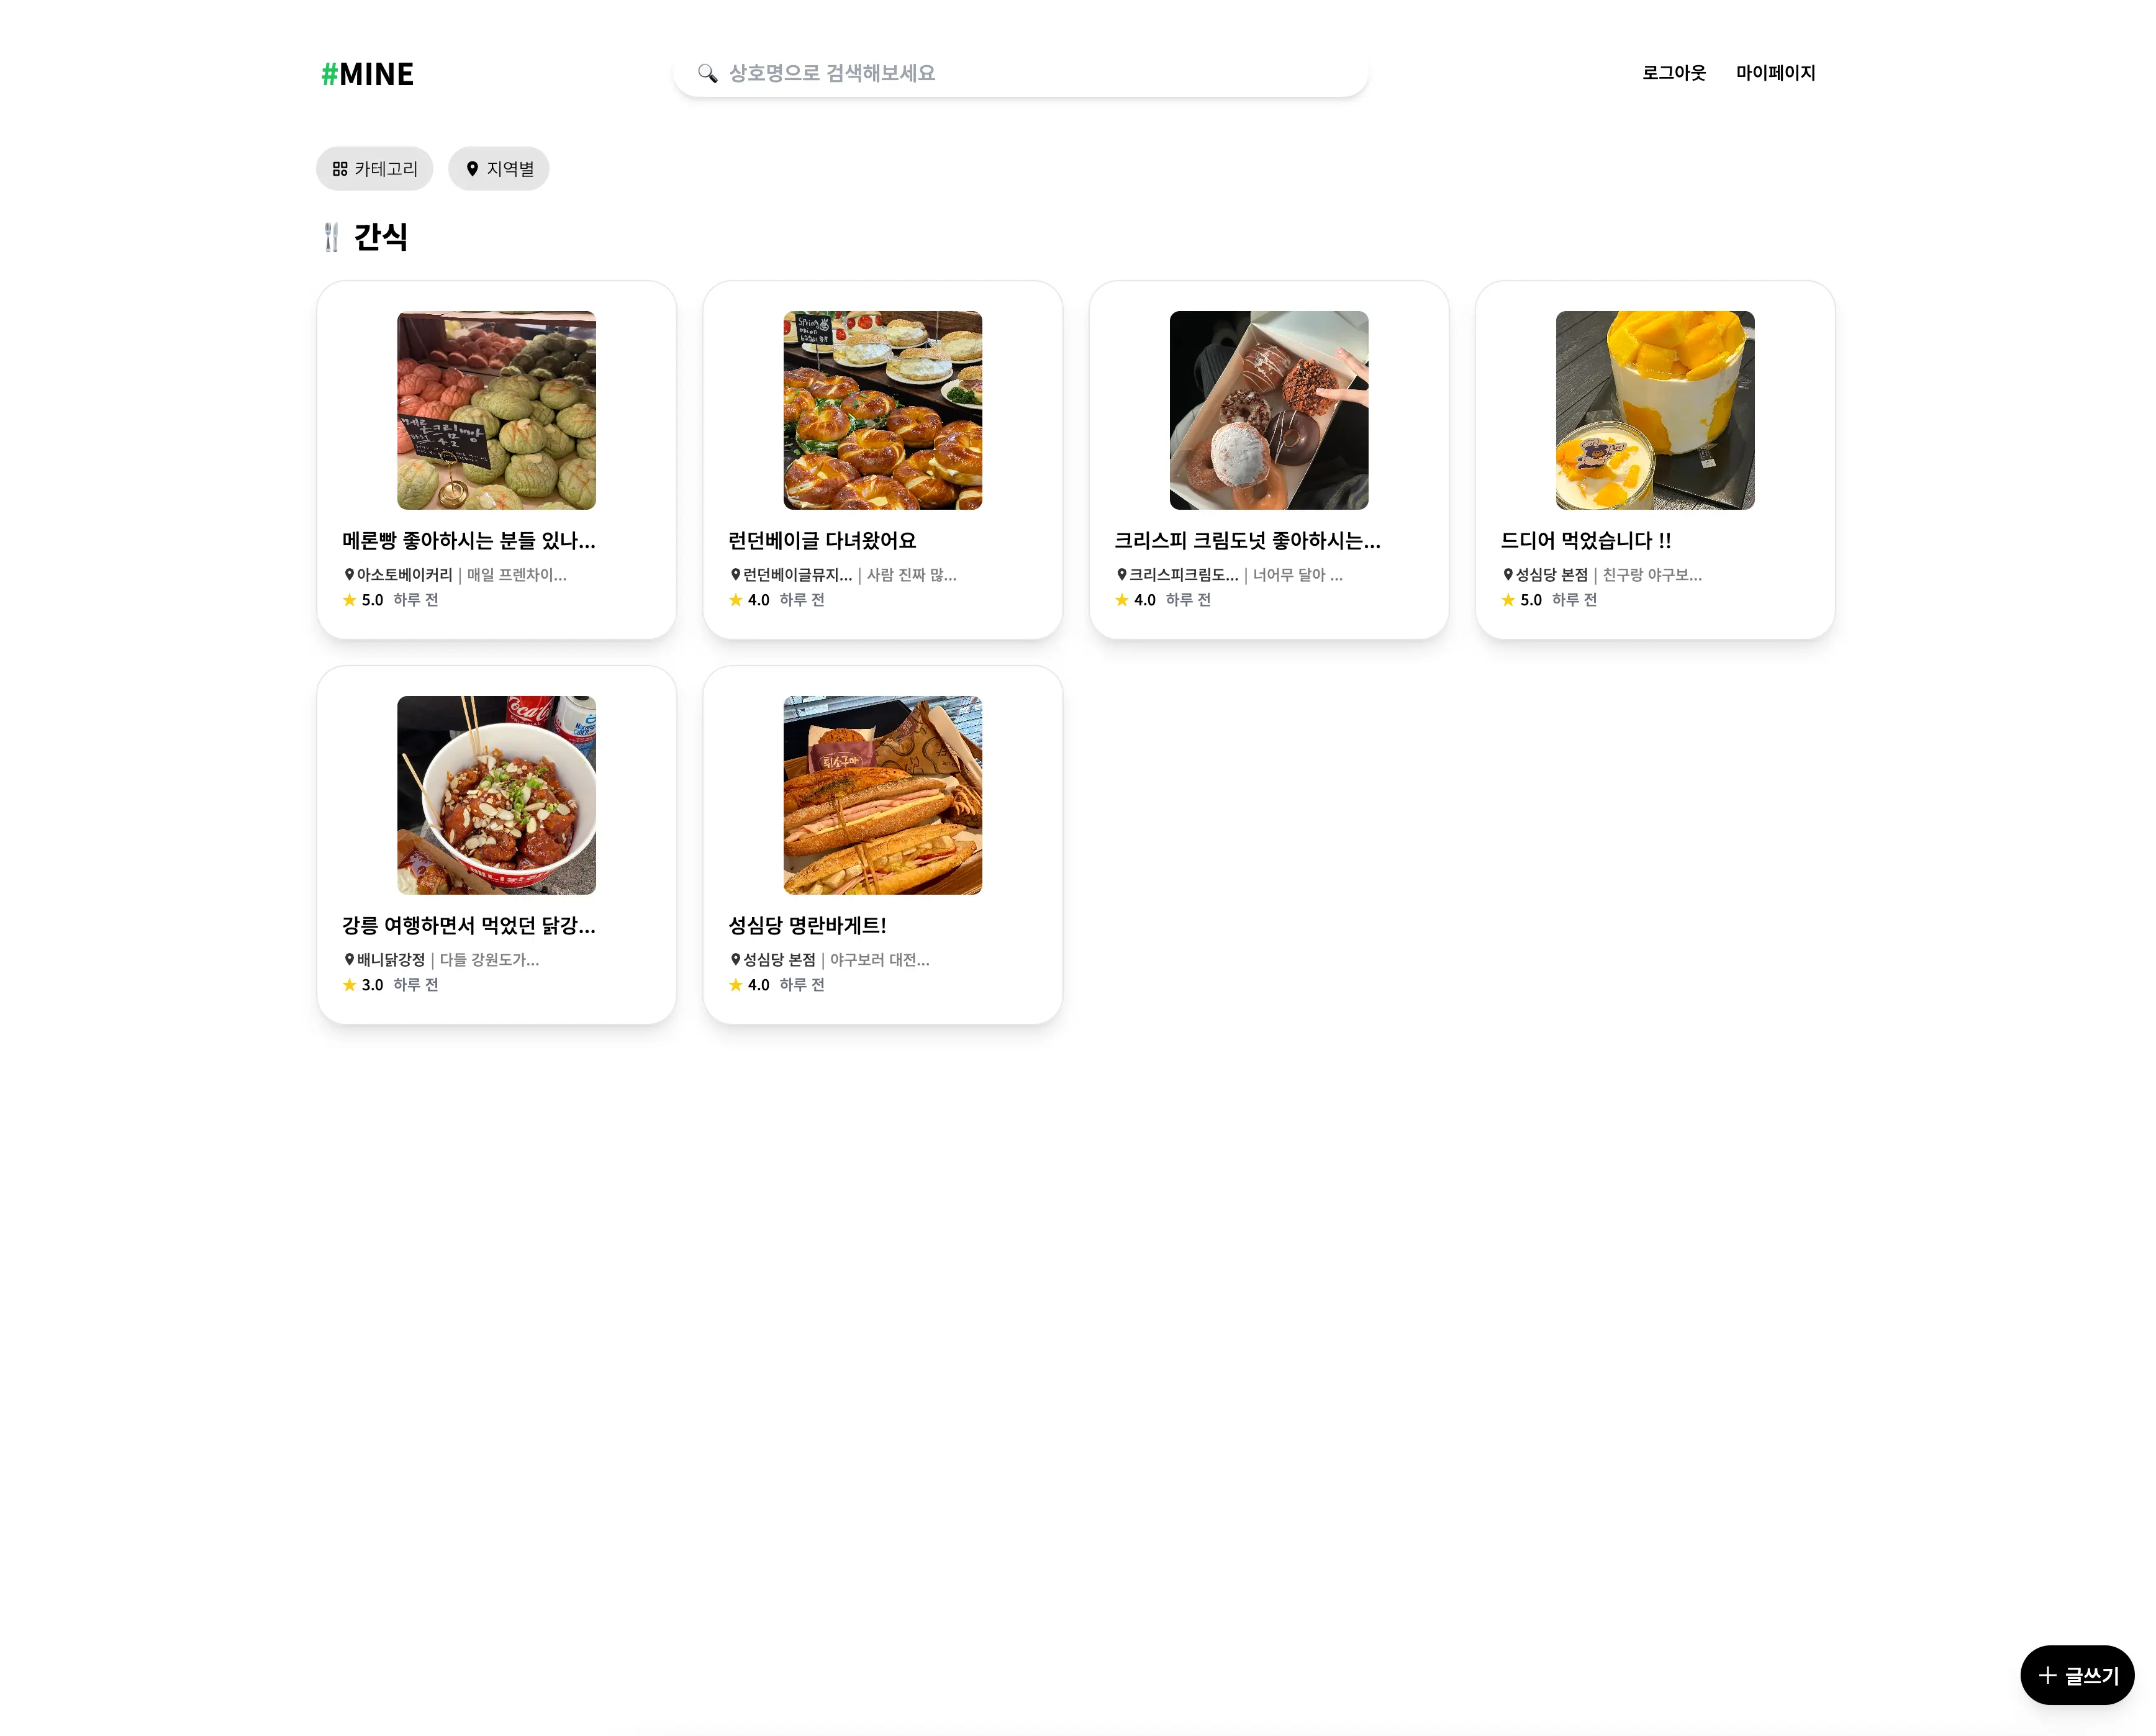 #MINE
상호명으로 검색해보세요
로그아웃 마이페이지
카테고리 지역별
간식
메론빵 좋아하시는 분들 있나...
아소토베이커리 | 매일 프렌차이...
5.0 하루 전
런던베이글 다녀왔어요
런던베이글뮤지... | 사람 진짜 많...
4.0 하루 전
크리스피 크림도넛 좋아하시는...
크리스피크림도... | 너어무 달아 ...
4.0 하루 전
드디어 먹었습니다 !!
성심당 본점 | 친구랑 야구보...
5.0 하루 전
강릉 여행하면서 먹었던 닭강...
배니닭강정 | 다들 강원도가...
3.0 하루 전
성심당 명란바게트!
성심당 본점 | 야구보러 대전...
4.0 하루 전
튀소구마
글쓰기